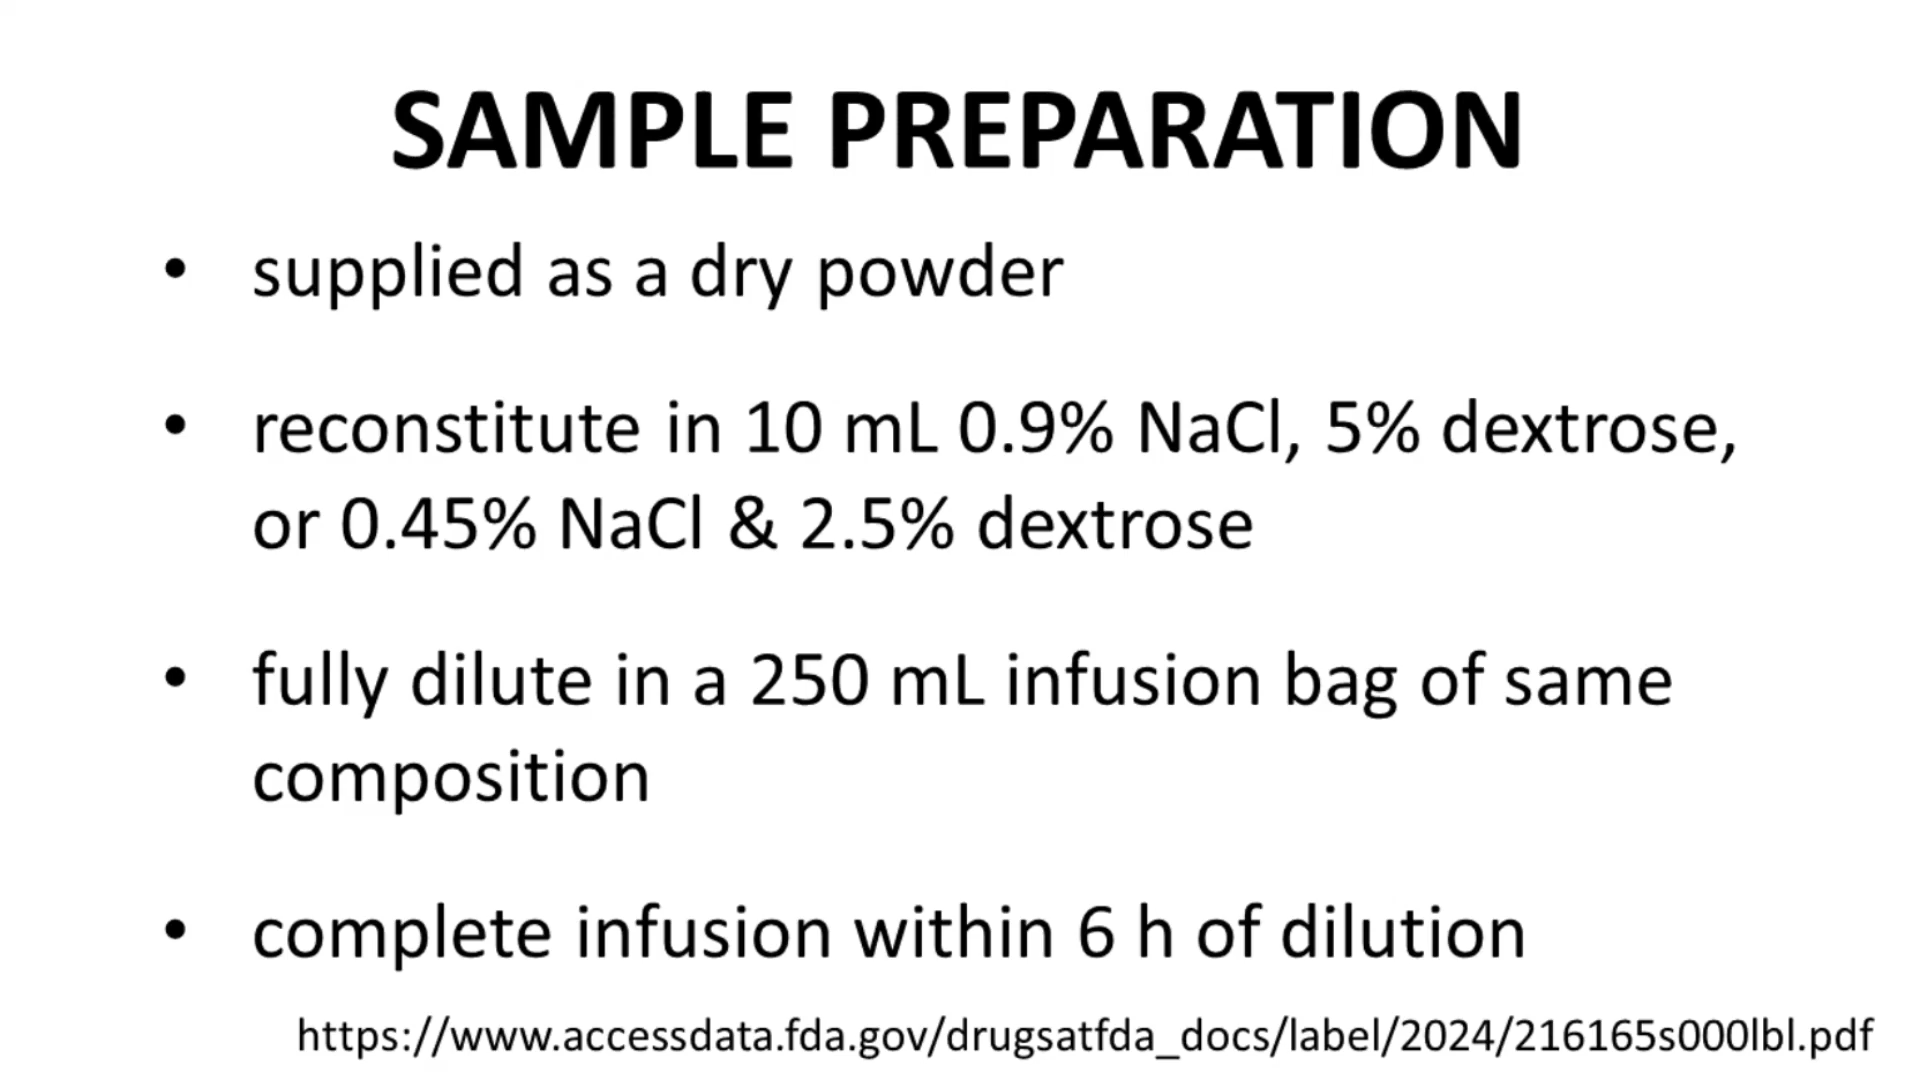 SAMPLE PREPARATION
• supplied as a dry powder
• reconstitute in 10 mL 0.9% NaCl, 5% dextrose,
or 0.45% NaCl & 2.5% dextrose
• fully dilute in a 250 mL infusion bag of same
composition
• complete infusion within 6 h of dilution
https://www.accessdata.fda.gov/drugsatfda_docs/label/2024/216165s000lbl.pdf